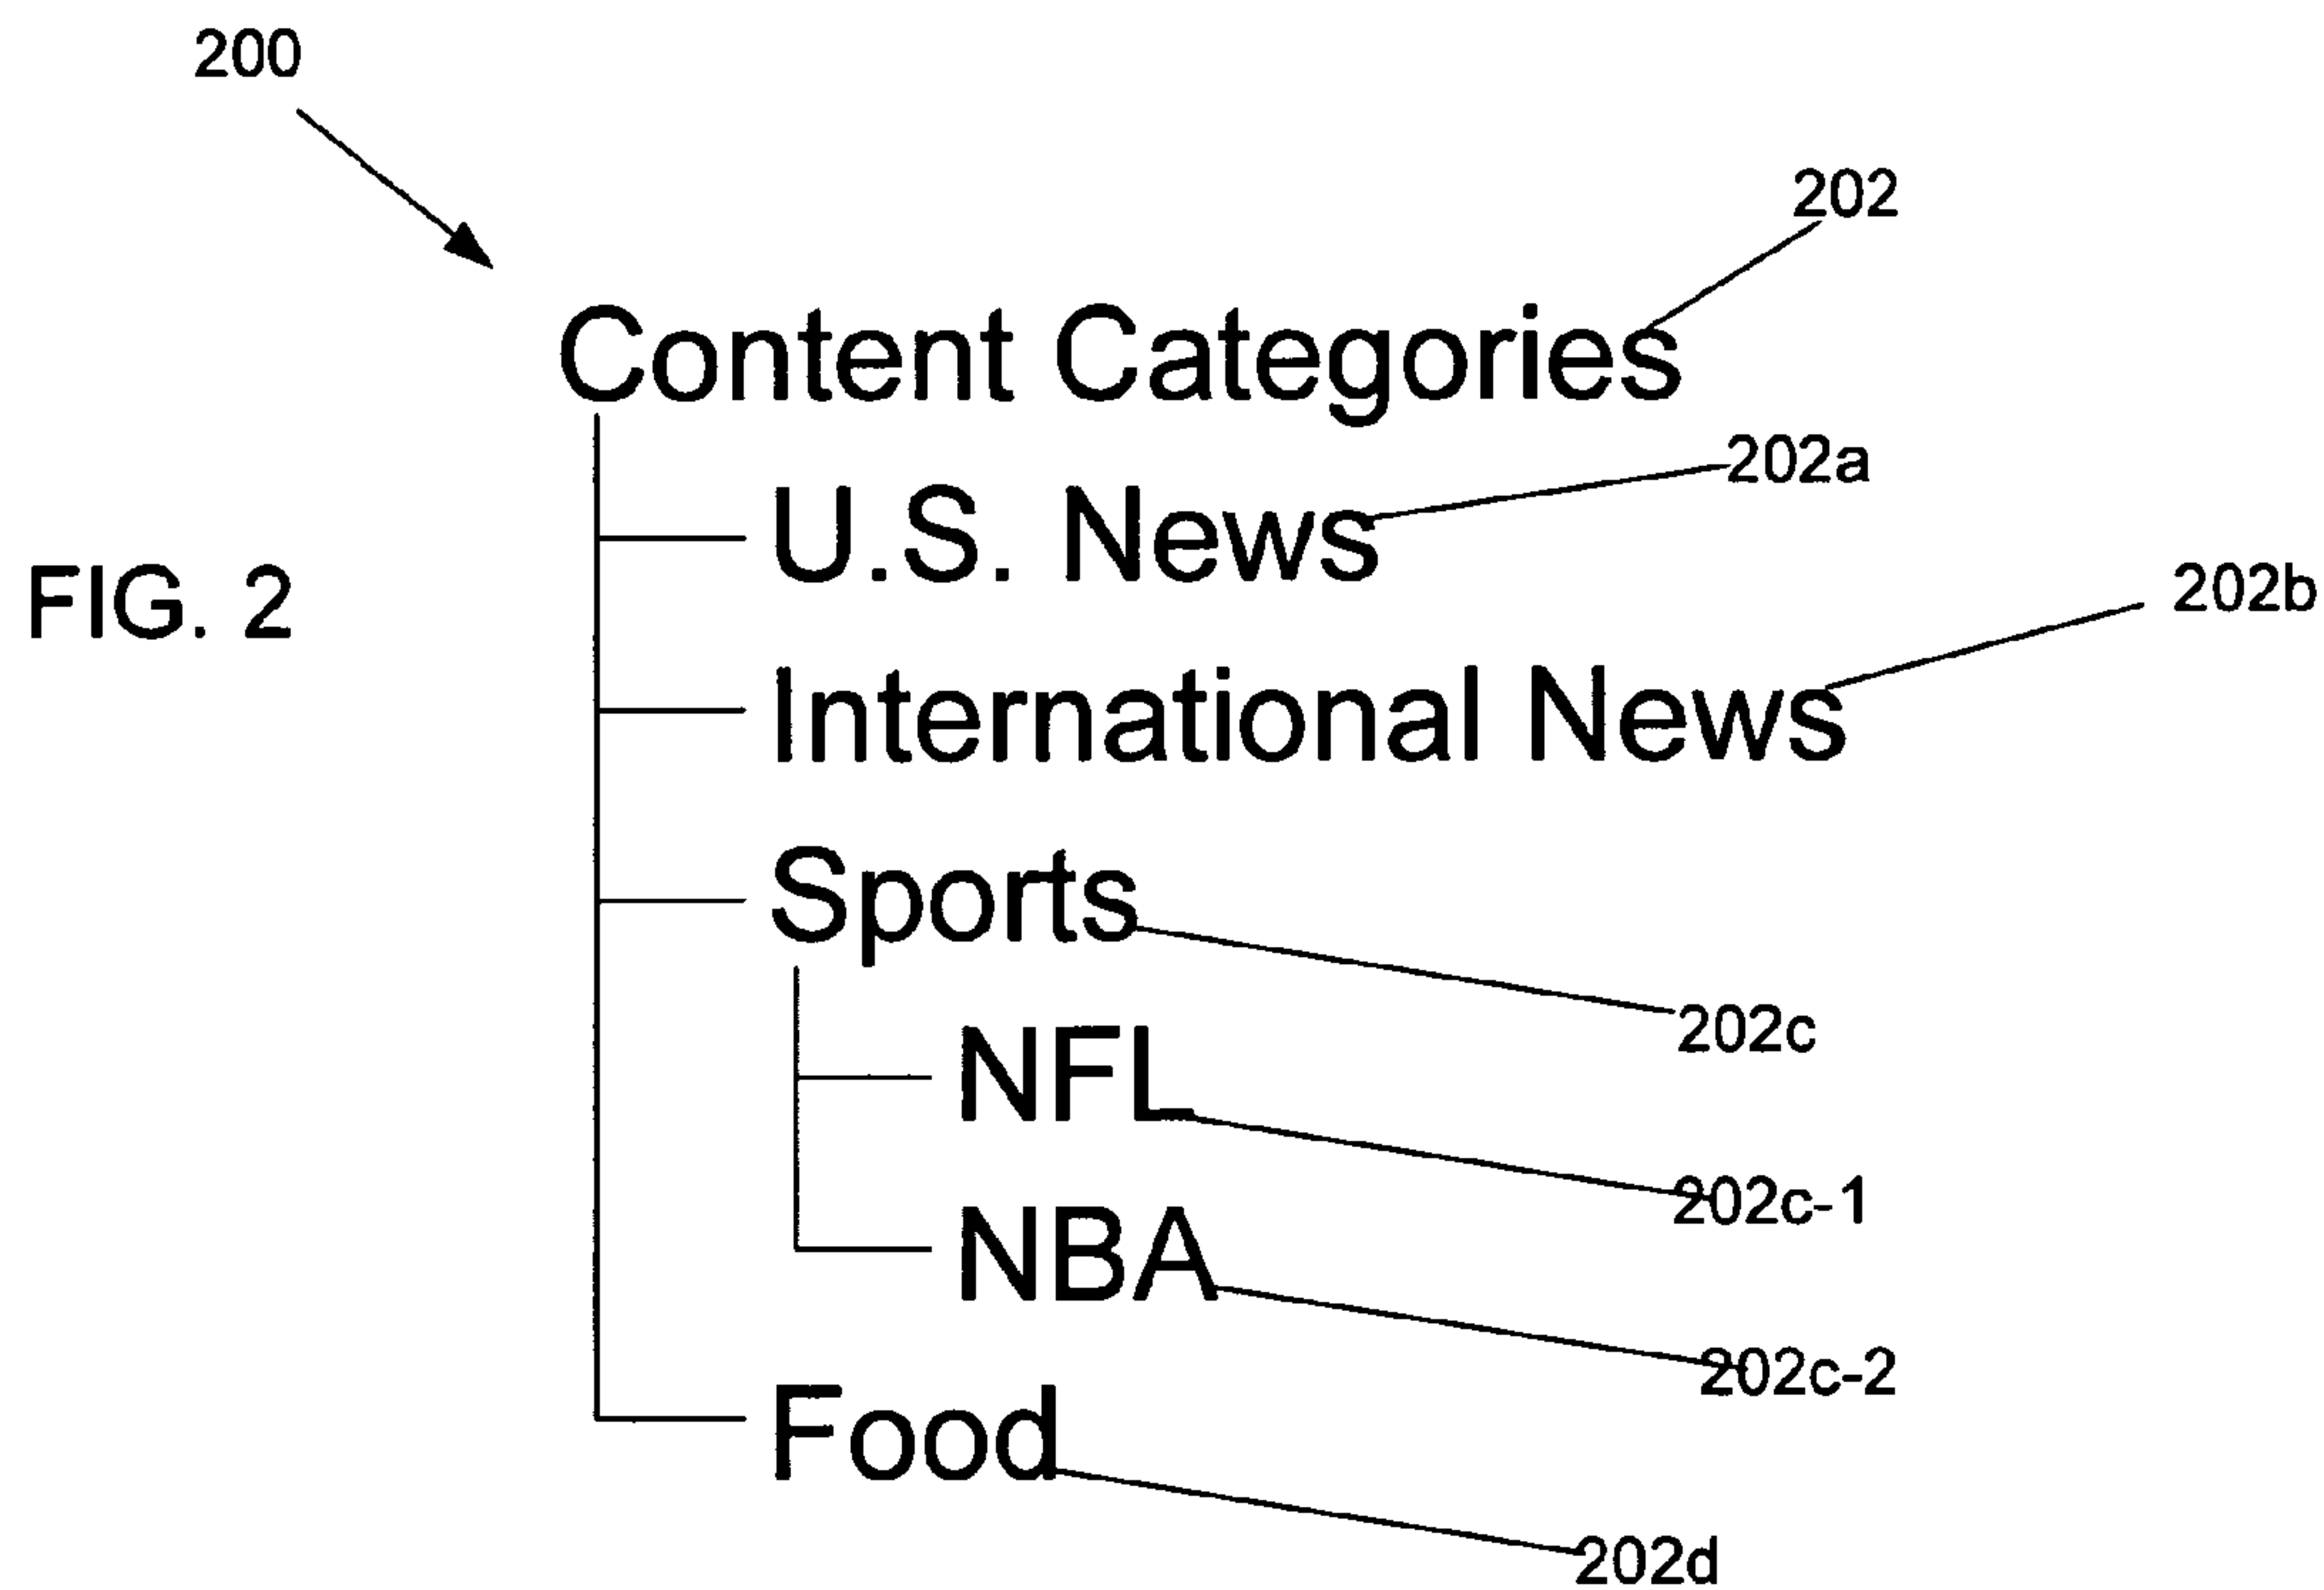 200
202
Content Categories
202a
U.S. News
FIG. 2
202b
International News
Sports
202c
NFL
202c-1
NBA
202c-2
Food
202d